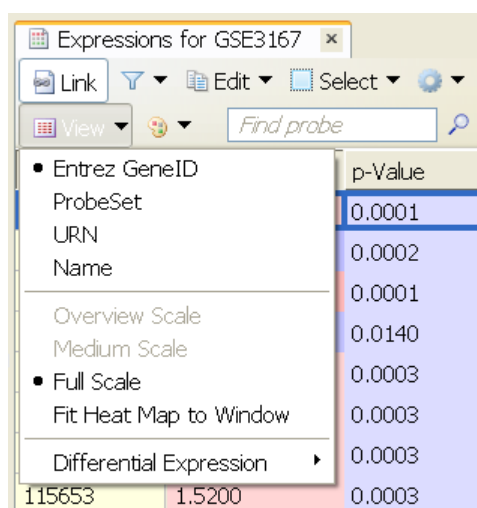 Expressions for GSE3167 ×
Link Edit Select
View Find probe
p-Value
Entrez GeneID
0.0001
ProbeSet
URN
0.0002
Name
0.0001
Overview Scale
0.0140
Medium Scale
Full Scale
0.0003
Fit Heat Map to Window
0.0003
Differential Expression
0.0003
115653 1.5200 0.0003